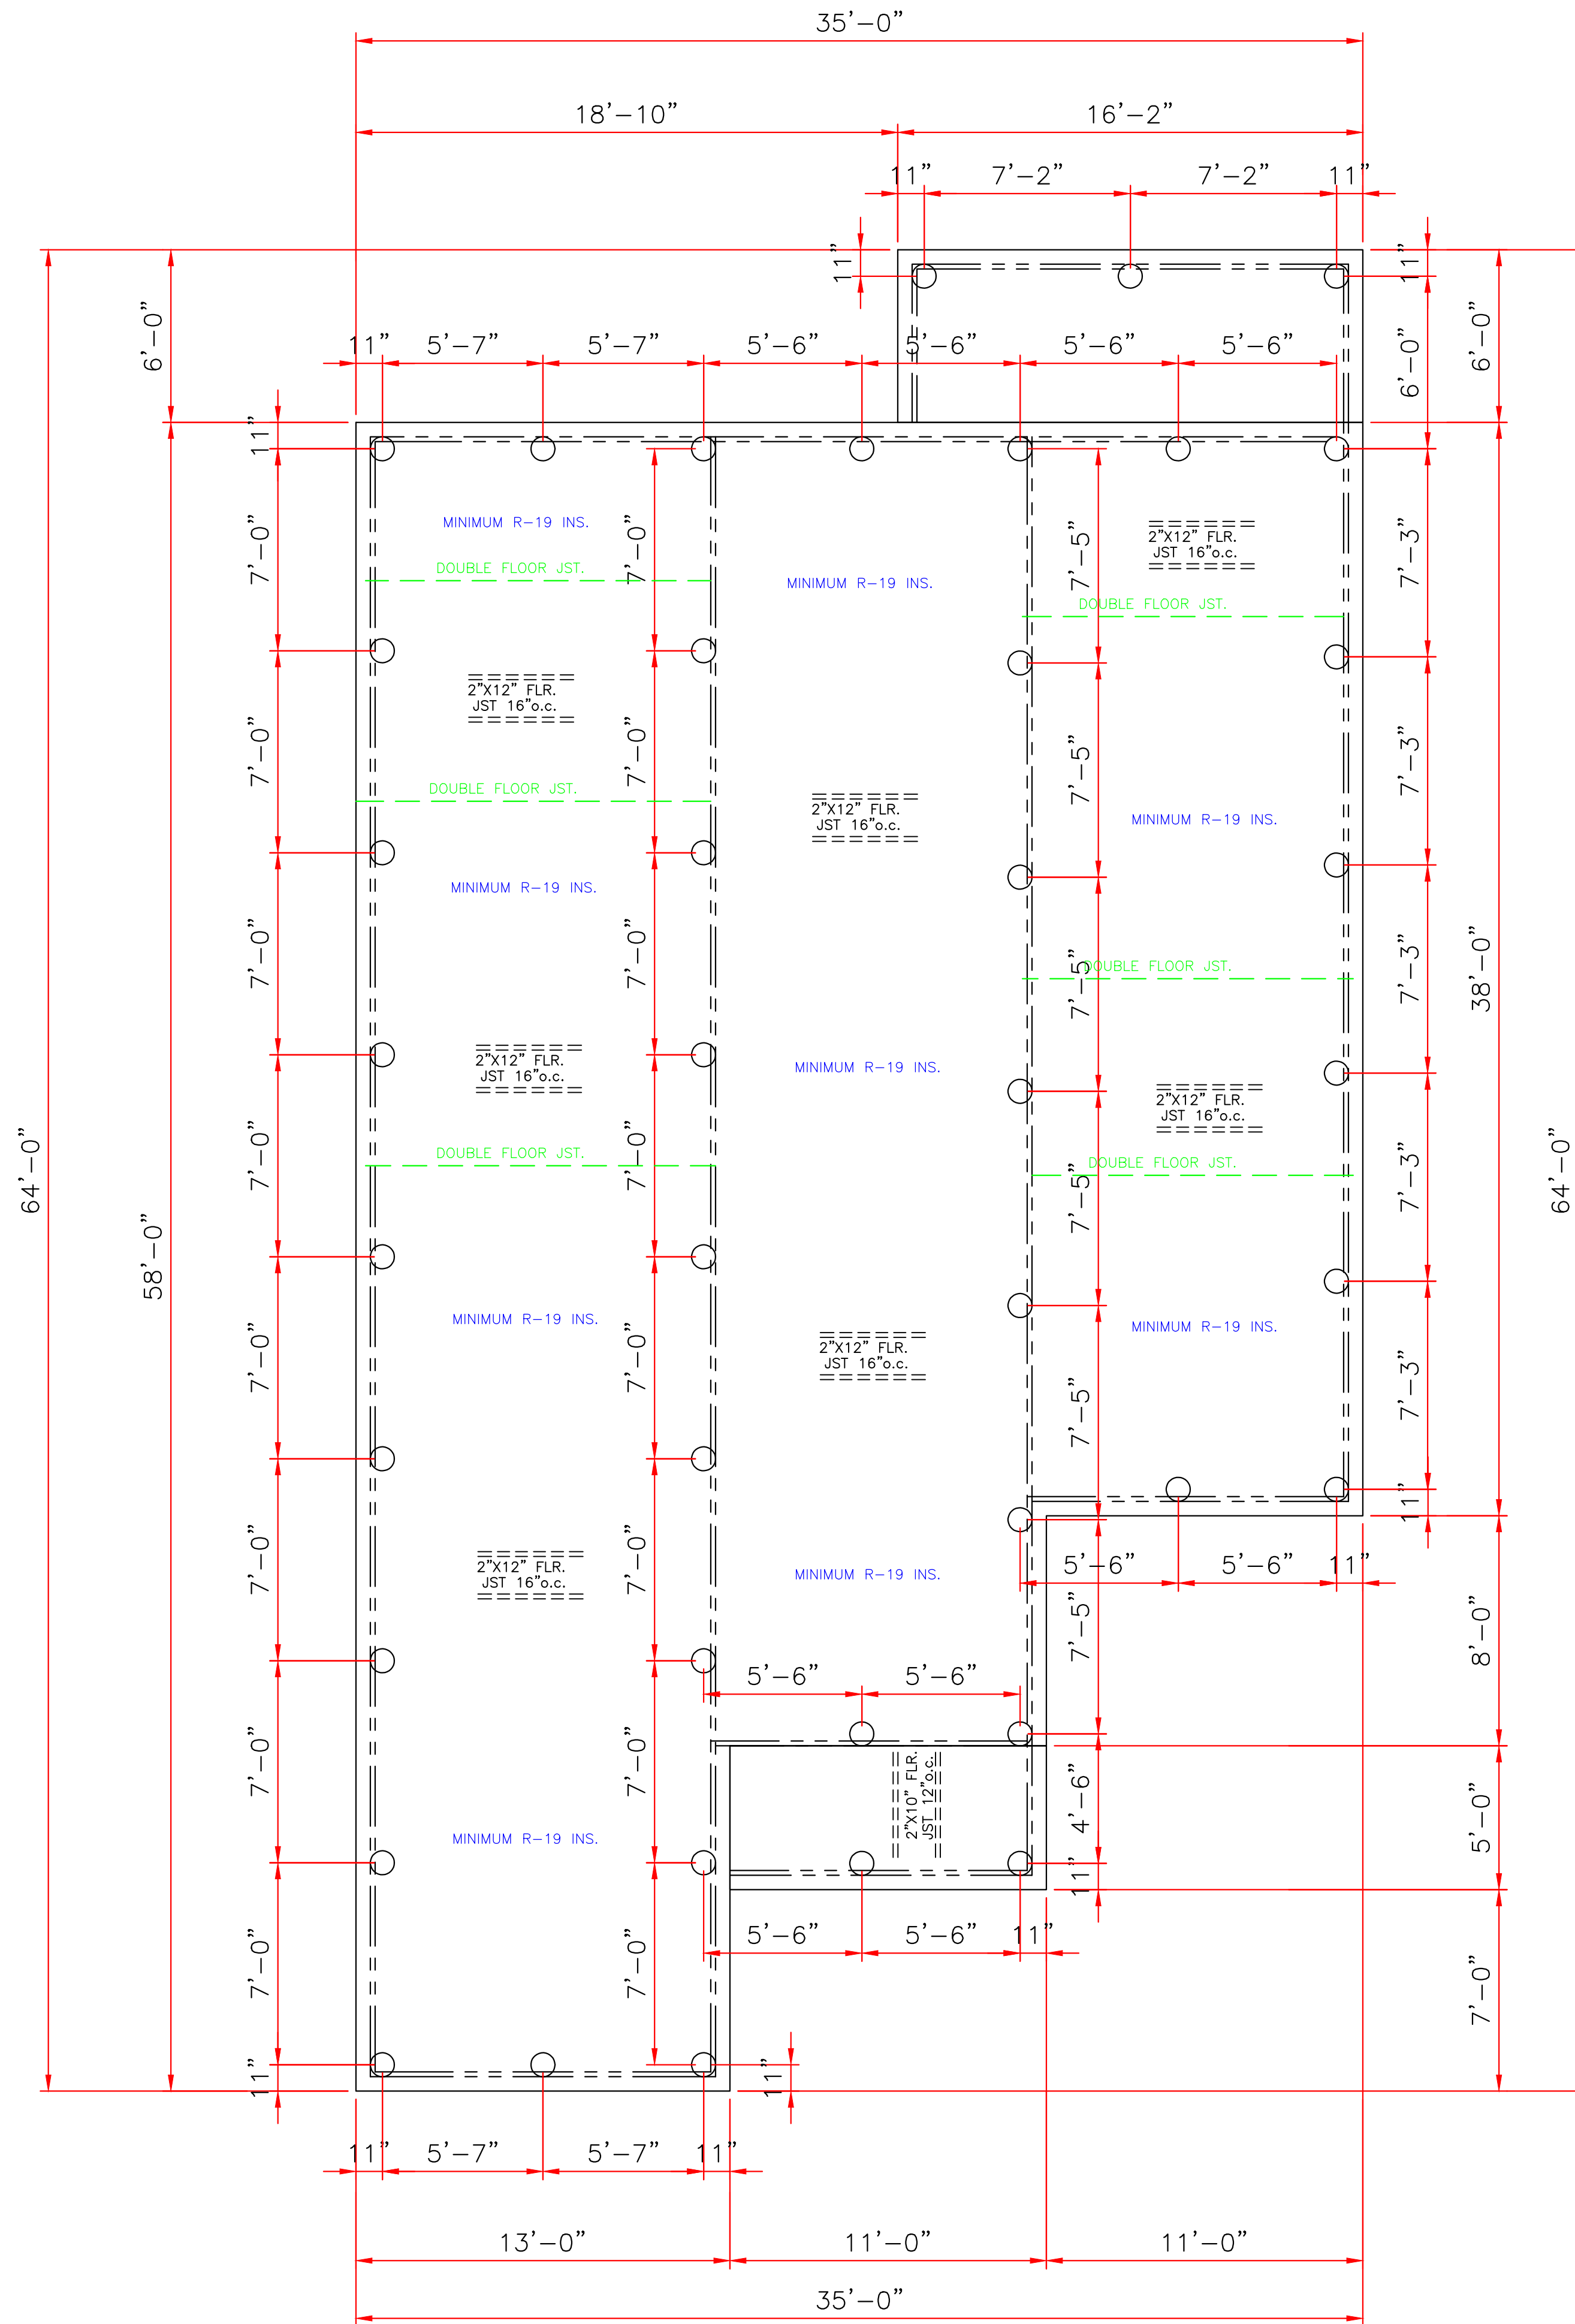 35'-0"
18'-10" 16'-2"
11" 7'-2" 7'-2" 11"
11" 11"
6'-0" 6'-0" 6'-0"
11" 5'-7" 5'-7" 5'-6" 5'-6" 5'-6" 5'-6"
11"
MINIMUM R-19 INS.
2"X12" FLR.
JST 16"o.c.
7'-0" 7'-0" 7'-5" 7'-3"
DOUBLE FLOOR JST.
MINIMUM R-19 INS.
DOUBLE FLOOR JST.
2"X12" FLR.
JST 16"o.c.
7'-0" 7'-0" 7'-5" 7'-3"
DOUBLE FLOOR JST.
2"X12" FLR.
JST 16"o.c.
MINIMUM R-19 INS.
MINIMUM R-19 INS.
7'-0" 7'-0" 7'-5" 7'-3" 38'-0"
DOUBLE FLOOR JST.
2"X12" FLR.
JST 16"o.c.
MINIMUM R-19 INS.
2"X12" FLR.
JST 16"o.c.
64'-0" 7'-0" 7'-0" 7'-5" 7'-3" 64'-0"
DOUBLE FLOOR JST.
DOUBLE FLOOR JST.
58'-0"
MINIMUM R-19 INS.
MINIMUM R-19 INS.
2"X12" FLR.
JST 16"o.c.
7'-0" 7'-0" 7'-5" 7'-3"
11"
2"X12" FLR.
JST 16"o.c.
MINIMUM R-19 INS.
5'-6" 5'-6" 11"
7'-0" 7'-0" 7'-5" 8'-0"
5'-6" 5'-6"
7'-0" 7'-0"
2"X10" FLR.
JST 12"o.c.
4'-6" 5'-0"
MINIMUM R-19 INS.
11"
5'-6" 5'-6" 11"
7'-0" 7'-0" 7'-0"
11" 11"
11" 5'-7" 5'-7" 11"
13'-0" 11'-0" 11'-0"
35'-0"